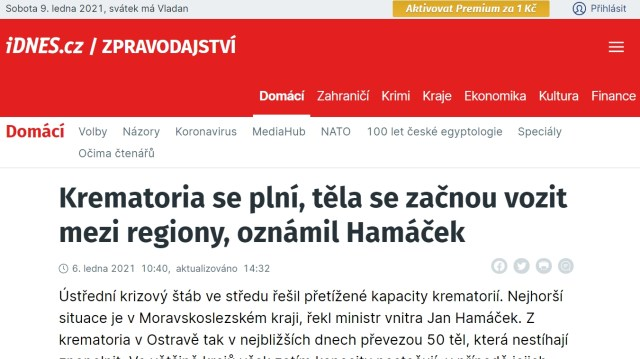 Sobota 9. ledna 2021, svátek má Vladan
Aktivovat Premium za 1 Kč
Přihlásit
iDNES.cz / ZPRAVODAJSTVÍ
Domácí Zahraničí Krimi Kraje Ekonomika Kultura Finance
Domácí Volby Názory Koronavirus MediaHub NATO 100 let české egyptologie Speciály
Očima čtenářů
Krematoria se plní, těla se začnou vozit
mezi regiony, oznámil Hamáček
6. ledna 2021 10:40, aktualizováno 14:32
Ústřední krizový štáb ve středu řešil přetížené kapacity krematorií. Nejhorší
situace je v Moravskoslezském kraji, řekl ministr vnitra Jan Hamáček. Z
krematoria v Ostravě tak v nejbližších dnech převezou 50 těl, která nestíhají